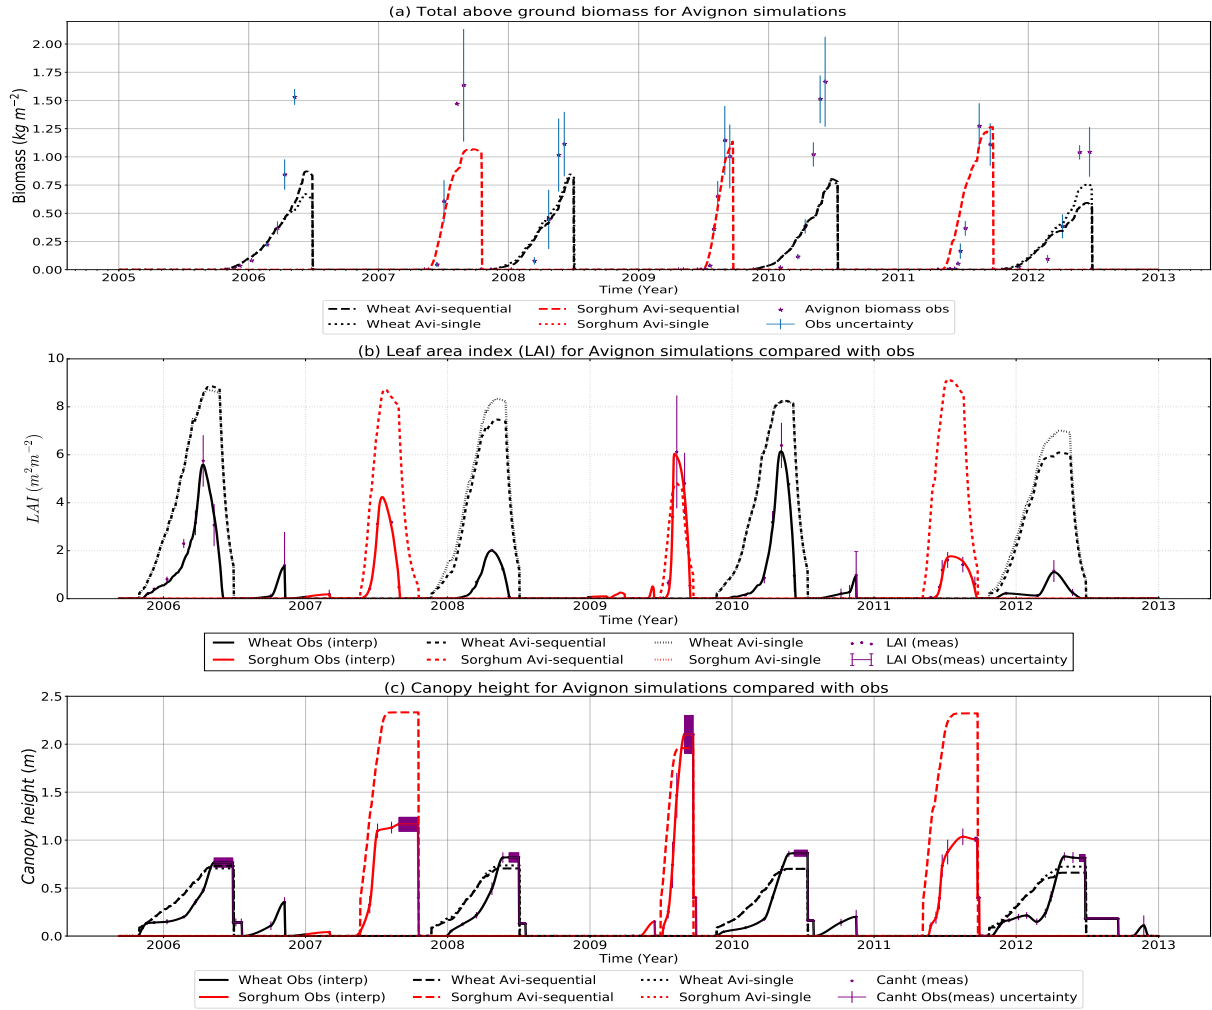 (a) Total above ground biomass for Avignon simulations
Biomass (kg m−2)
2.00
1.75
1.50
1.25
1.00
0.75
0.50
0.25
0.00
2005 2006 2007 2008 2009 2010 2011 2012 2013
Time (Year)
Wheat Avi-sequential Sorghum Avi-sequential Avignon biomass obs
Wheat Avi-single Sorghum Avi-single Obs uncertainty
(b) Leaf area index (LAI) for Avignon simulations compared with obs
LAI (m2m−2)
10
8
6
4
2
0
2006 2007 2008 2009 2010 2011 2012 2013
Time (Year)
Wheat Obs (interp) Wheat Avi-sequential Wheat Avi-single LAI (meas)
Sorghum Obs (interp) Sorghum Avi-sequential Sorghum Avi-single LAI Obs(meas) uncertainty
(c) Canopy height for Avignon simulations compared with obs
Canopy height (m)
2.5
2.0
1.5
1.0
0.5
0.0
2006 2007 2008 2009 2010 2011 2012 2013
Time (Year)
Wheat Obs (interp) Wheat Avi-sequential Wheat Avi-single Canht (meas)
Sorghum Obs (interp) Sorghum Avi-sequential Sorghum Avi-single Canht Obs(meas) uncertainty